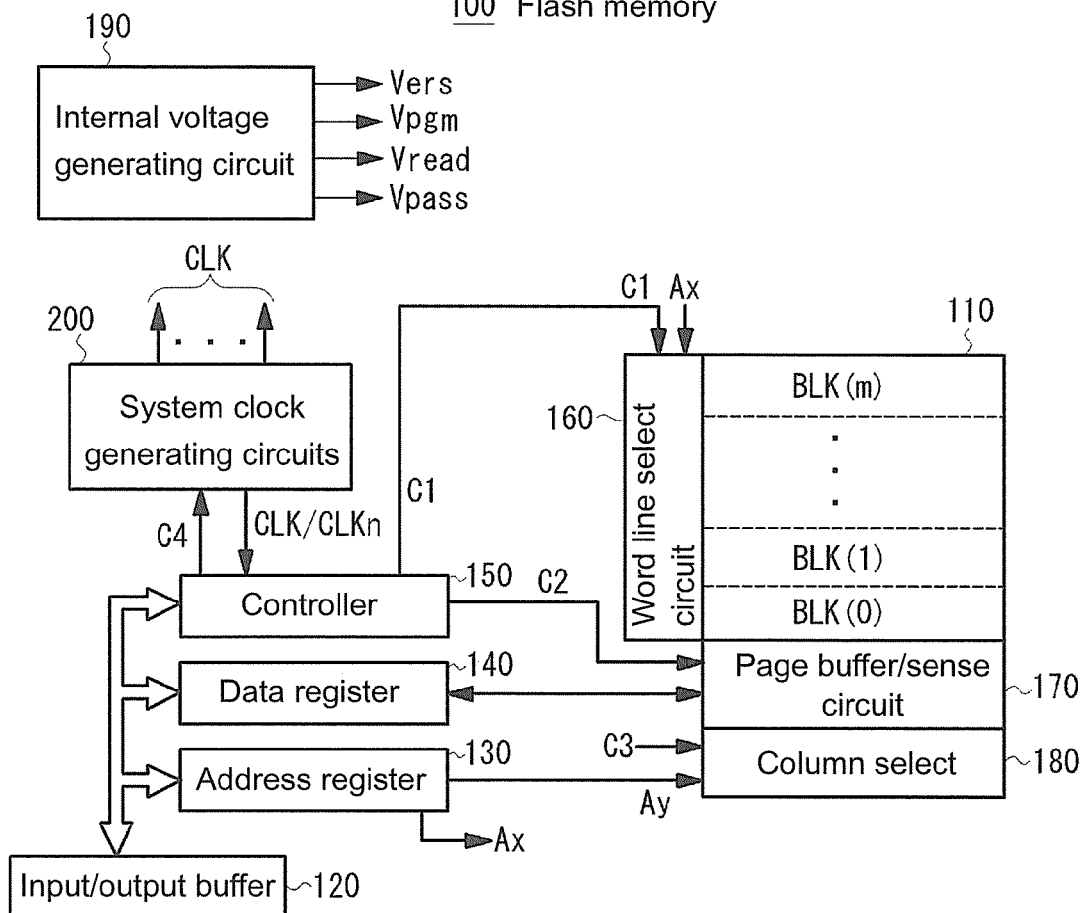 100 Flash memory
190
Internal voltage
generating circuit
Vers
Vpgm
Vread
Vpass
CLK
200
System clock
generating circuits
C4
CLK/CLKn
C1
C1 Ax
110
160
Word line select
circuit
BLK(m)
BLK(1)
BLK(0)
Controller
150
C2
Data register
140
Page buffer/sense
circuit
170
Address register
130
C3
Ay
Column select
180
Ax
Input/output buffer
120